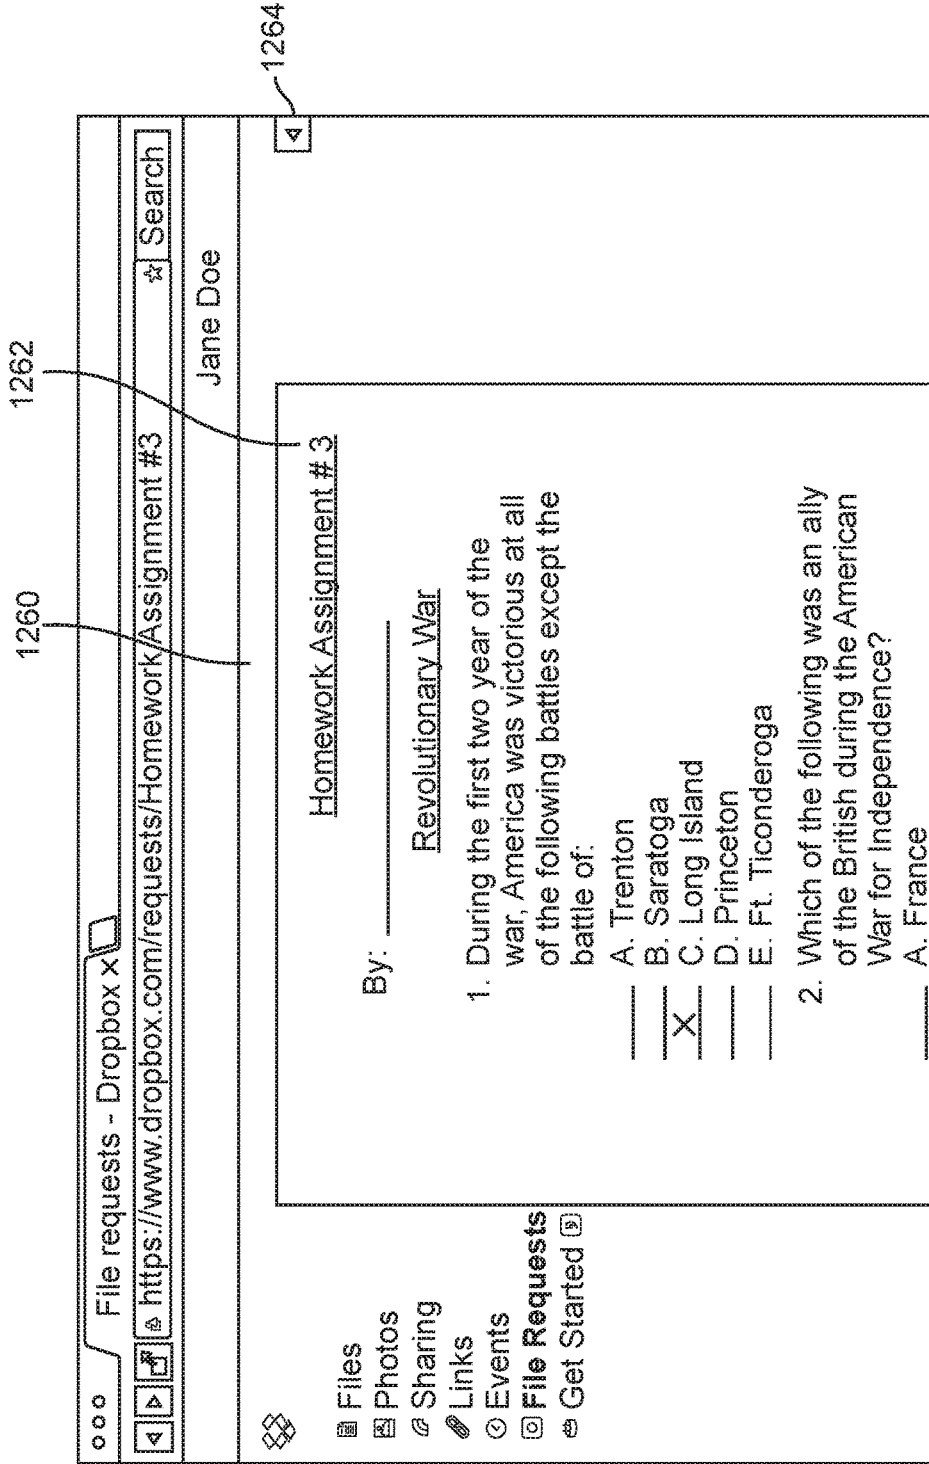 1264
1262
1260
File requests - Dropbox X
https://www.dropbox.com/requests/HomeworkAssignment #3
Search
Jane Doe
Files
Photos
Sharing
Links
Events
File Requests
Get Started
Homework Assignment # 3
By:
Revolutionary War
1. During the first two year of the
war, America was victorious at all
of the following battles except the
battle of:
A. Trenton
B. Saratoga
X C. Long Island
D. Princeton
E. Ft. Ticonderoga
2. Which of the following was an ally
of the British during the American
War for Independence?
A. France